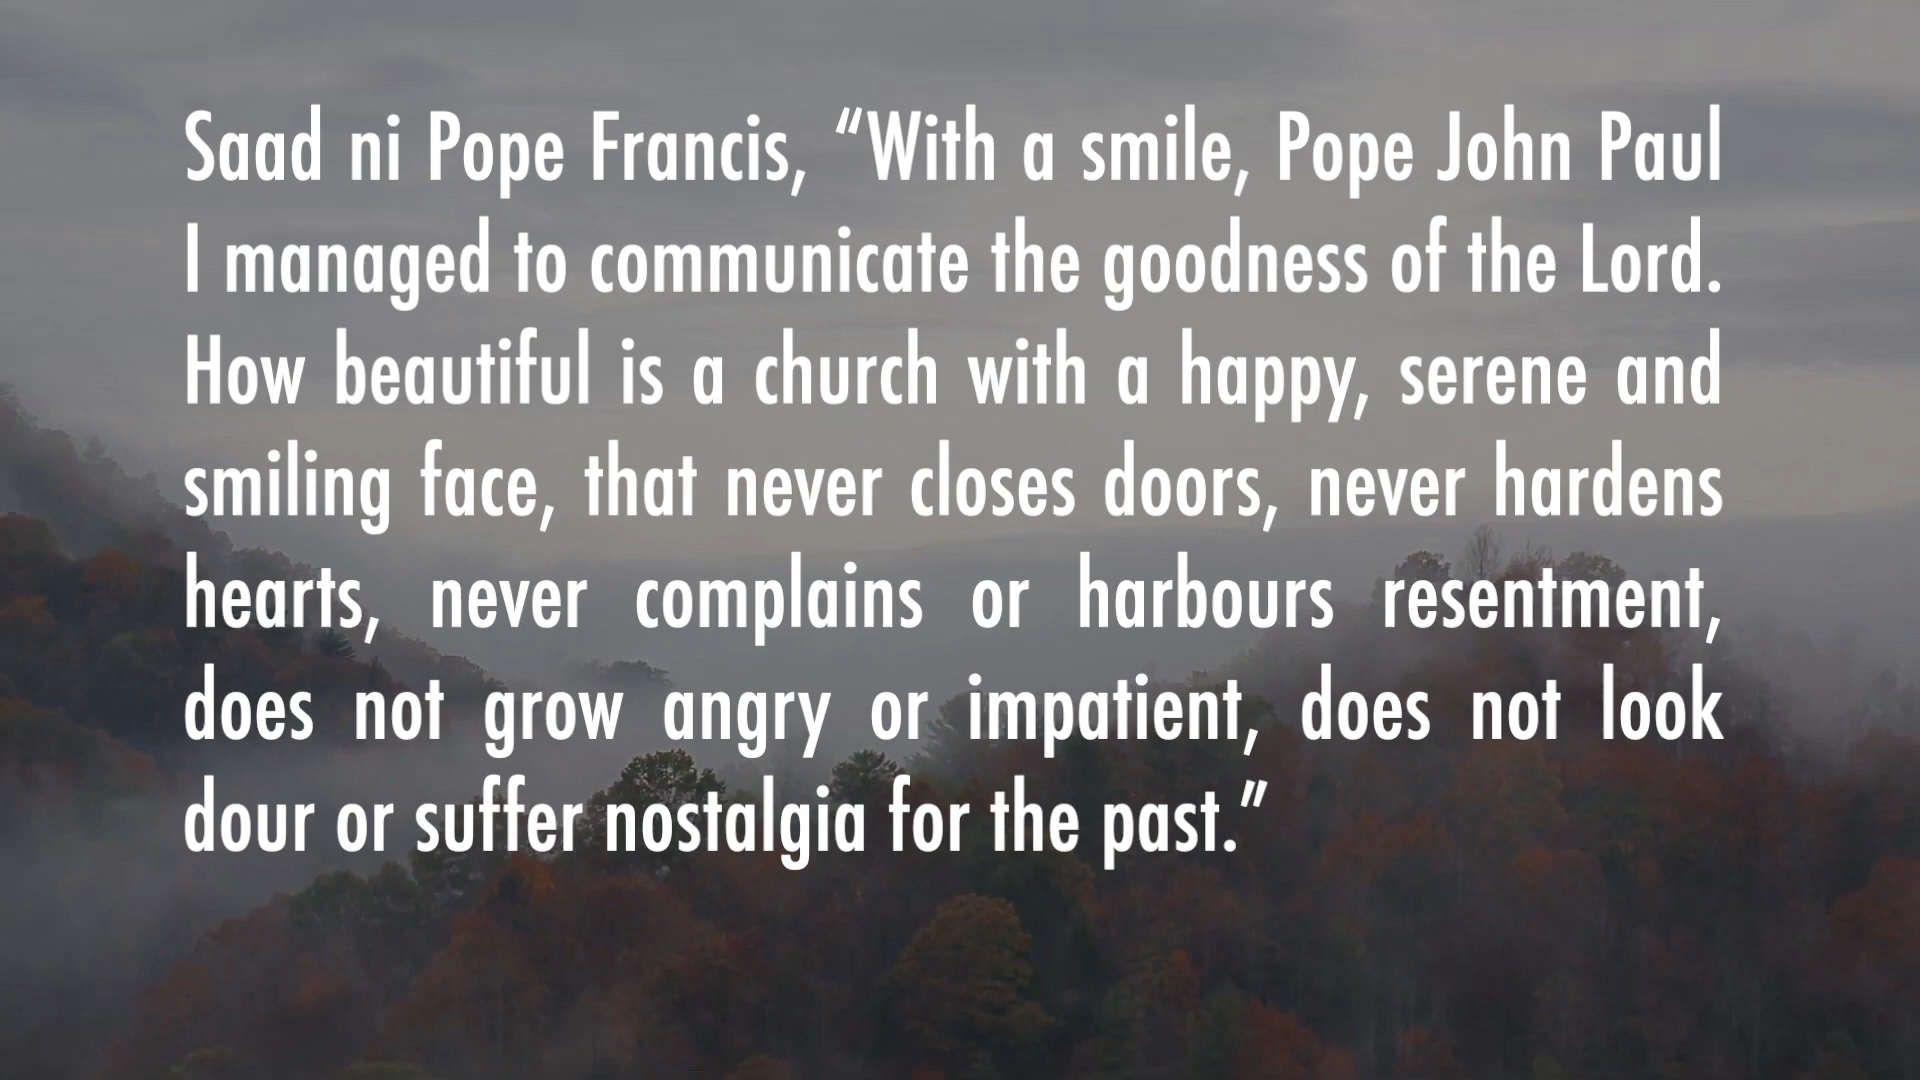 Saad ni Pope Francis, “With a smile, Pope John Paul
I managed to communicate the goodness of the Lord.
How beautiful is a church with a happy, serene and
smiling face, that never closes doors, never hardens
hearts, never complains or harbours resentment,
does not grow angry or impatient, does not look
dour or suffer nostalgia for the past.”